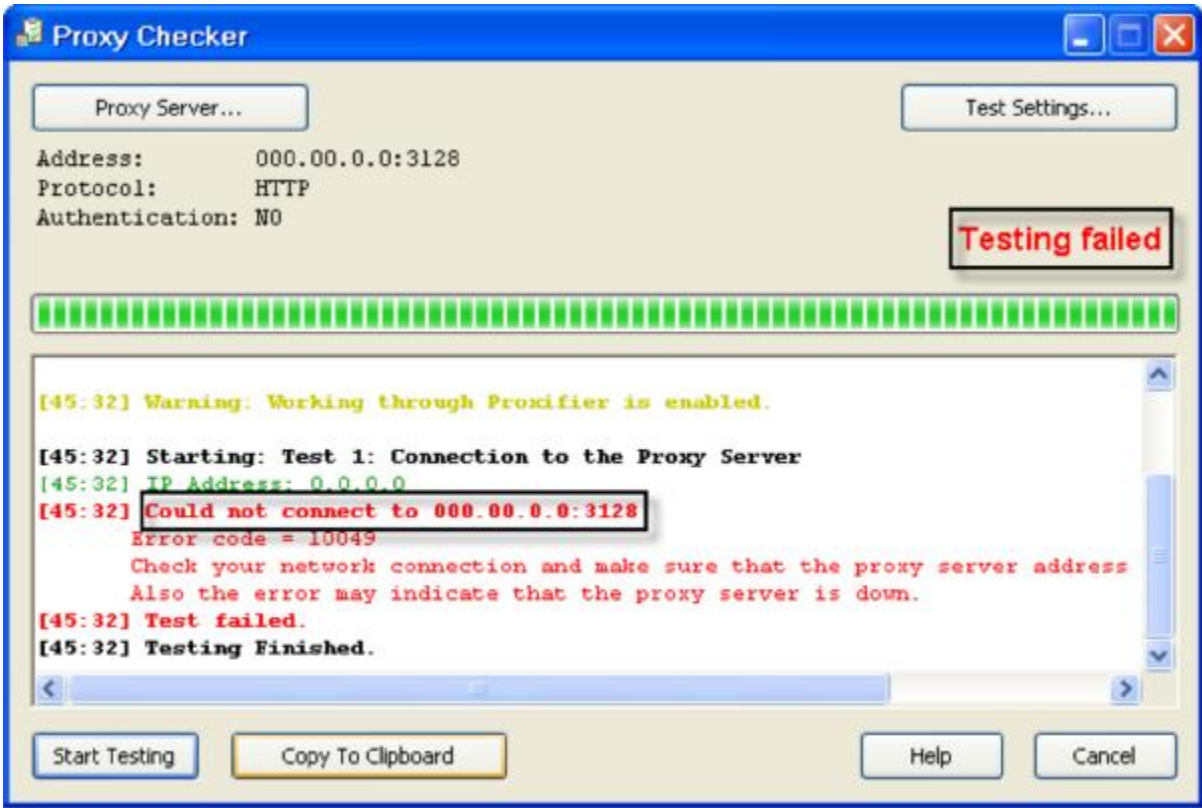 Proxy Checker
Proxy Server...
Test Settings...
Address: 000.00.0.0:3128
Protocol: HTTP
Authentication: NO
Testing failed
[45:32] Warning: Working through Proxifier is enabled.
[45:32] Starting: Test 1: Connection to the Proxy Server
[45:32] IP Address: 0.0.0.0
[45:32] Could not connect to 000.00.0.0:3128
Error code = 10049
Check your network connection and make sure that the proxy server address
Also the error may indicate that the proxy server is down.
[45:32] Test failed.
[45:32] Testing Finished.
Start Testing
Copy To Clipboard
Help
Cancel